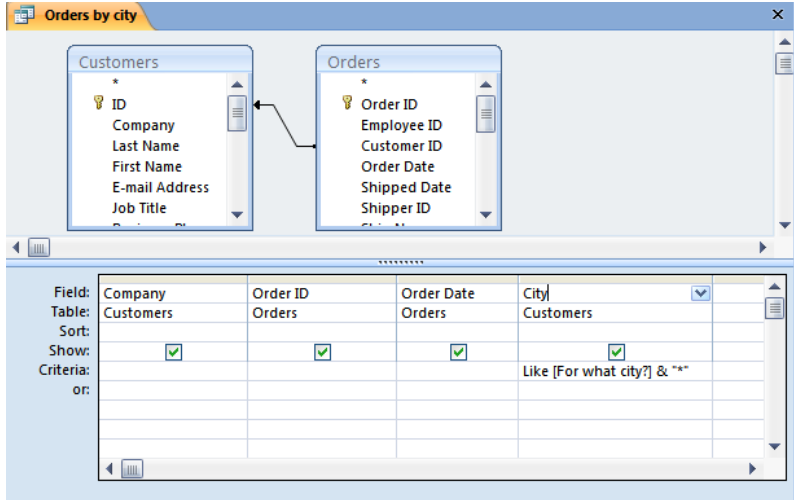 Orders by city
Customers
*
ID
Company
Last Name
First Name
E-mail Address
Job Title
Orders
*
Order ID
Employee ID
Customer ID
Order Date
Shipped Date
Shipper ID
Field: Company Order ID Order Date City
Table: Customers Orders Orders Customers
Sort:
Show:
Criteria: Like [For what city?] & "*"
or: